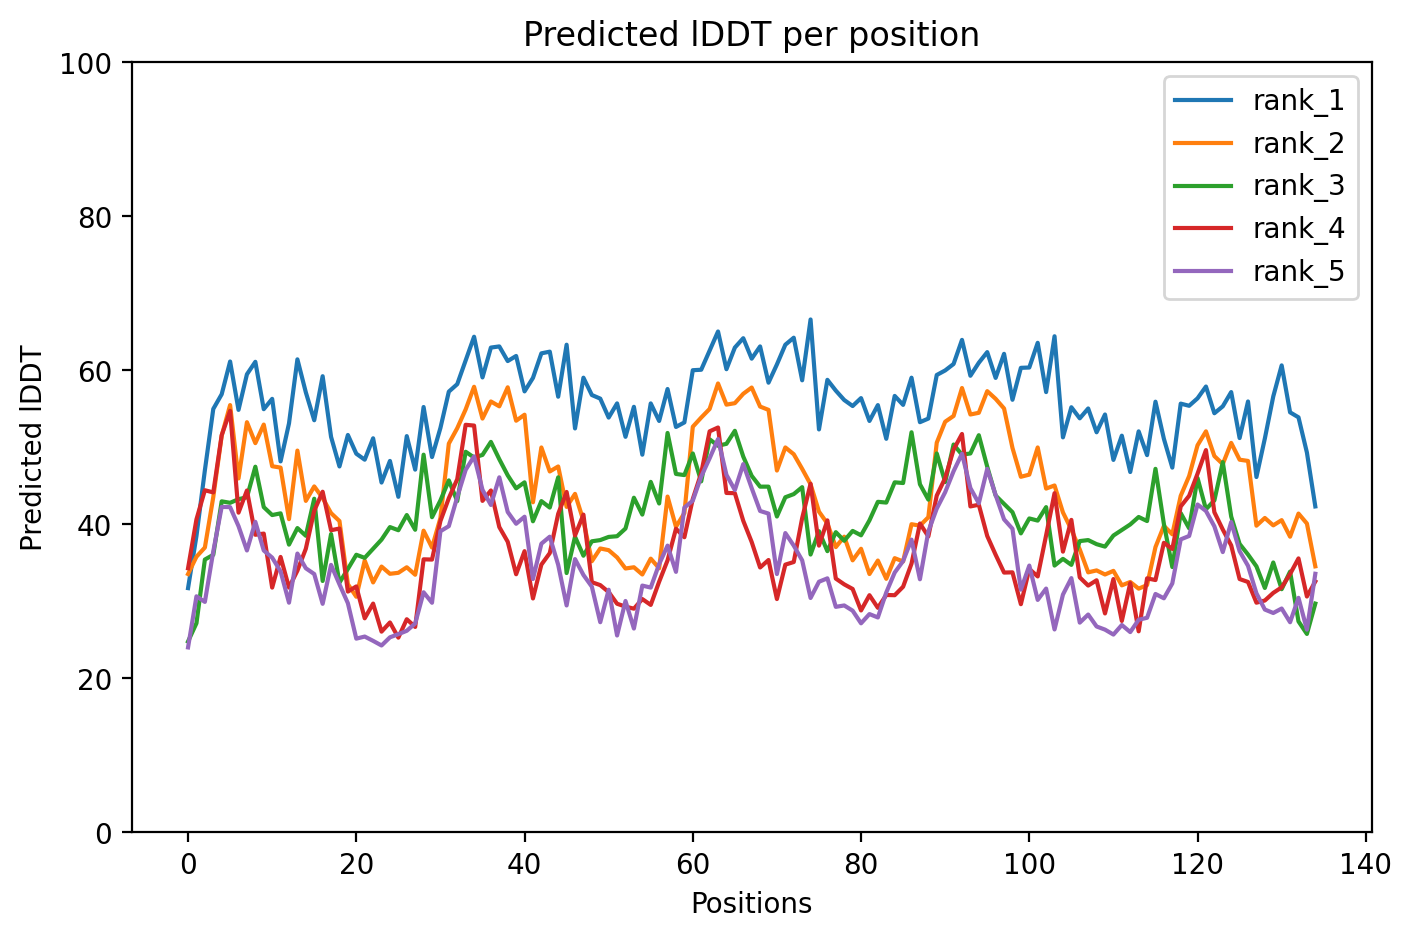 Predicted lDDT per position
100
80
60
40
20
0
Predicted lDDT
rank_1
rank_2
rank_3
rank_4
rank_5
0 20 40 60 80 100 120 140
Positions